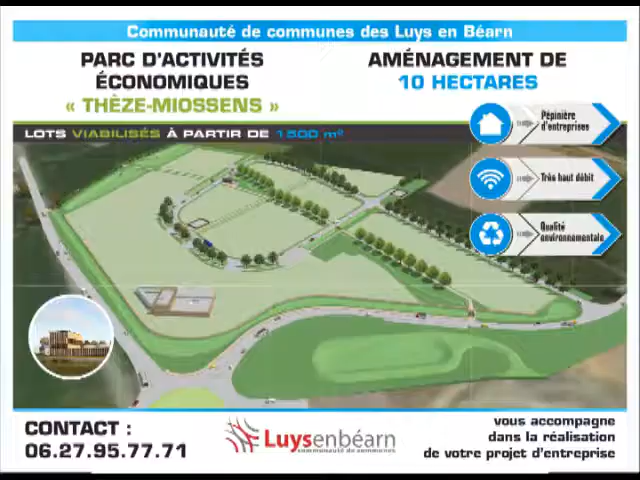 Communauté de communes des Luys en Béarn
PARC D'ACTIVITÉS
ÉCONOMIQUES
« THÈZE-MIOSSENS »
AMÉNAGEMENT DE
10 HECTARES
LOTS VIABILISÉS À PARTIR DE 1500 m²
Pépinière
d'entreprises
Très haut débit
Qualité
environnementale
CONTACT :
06.27.95.77.71
Luysenbéarn
communauté de communes
vous accompagne
dans la réalisation
de votre projet d'entreprise